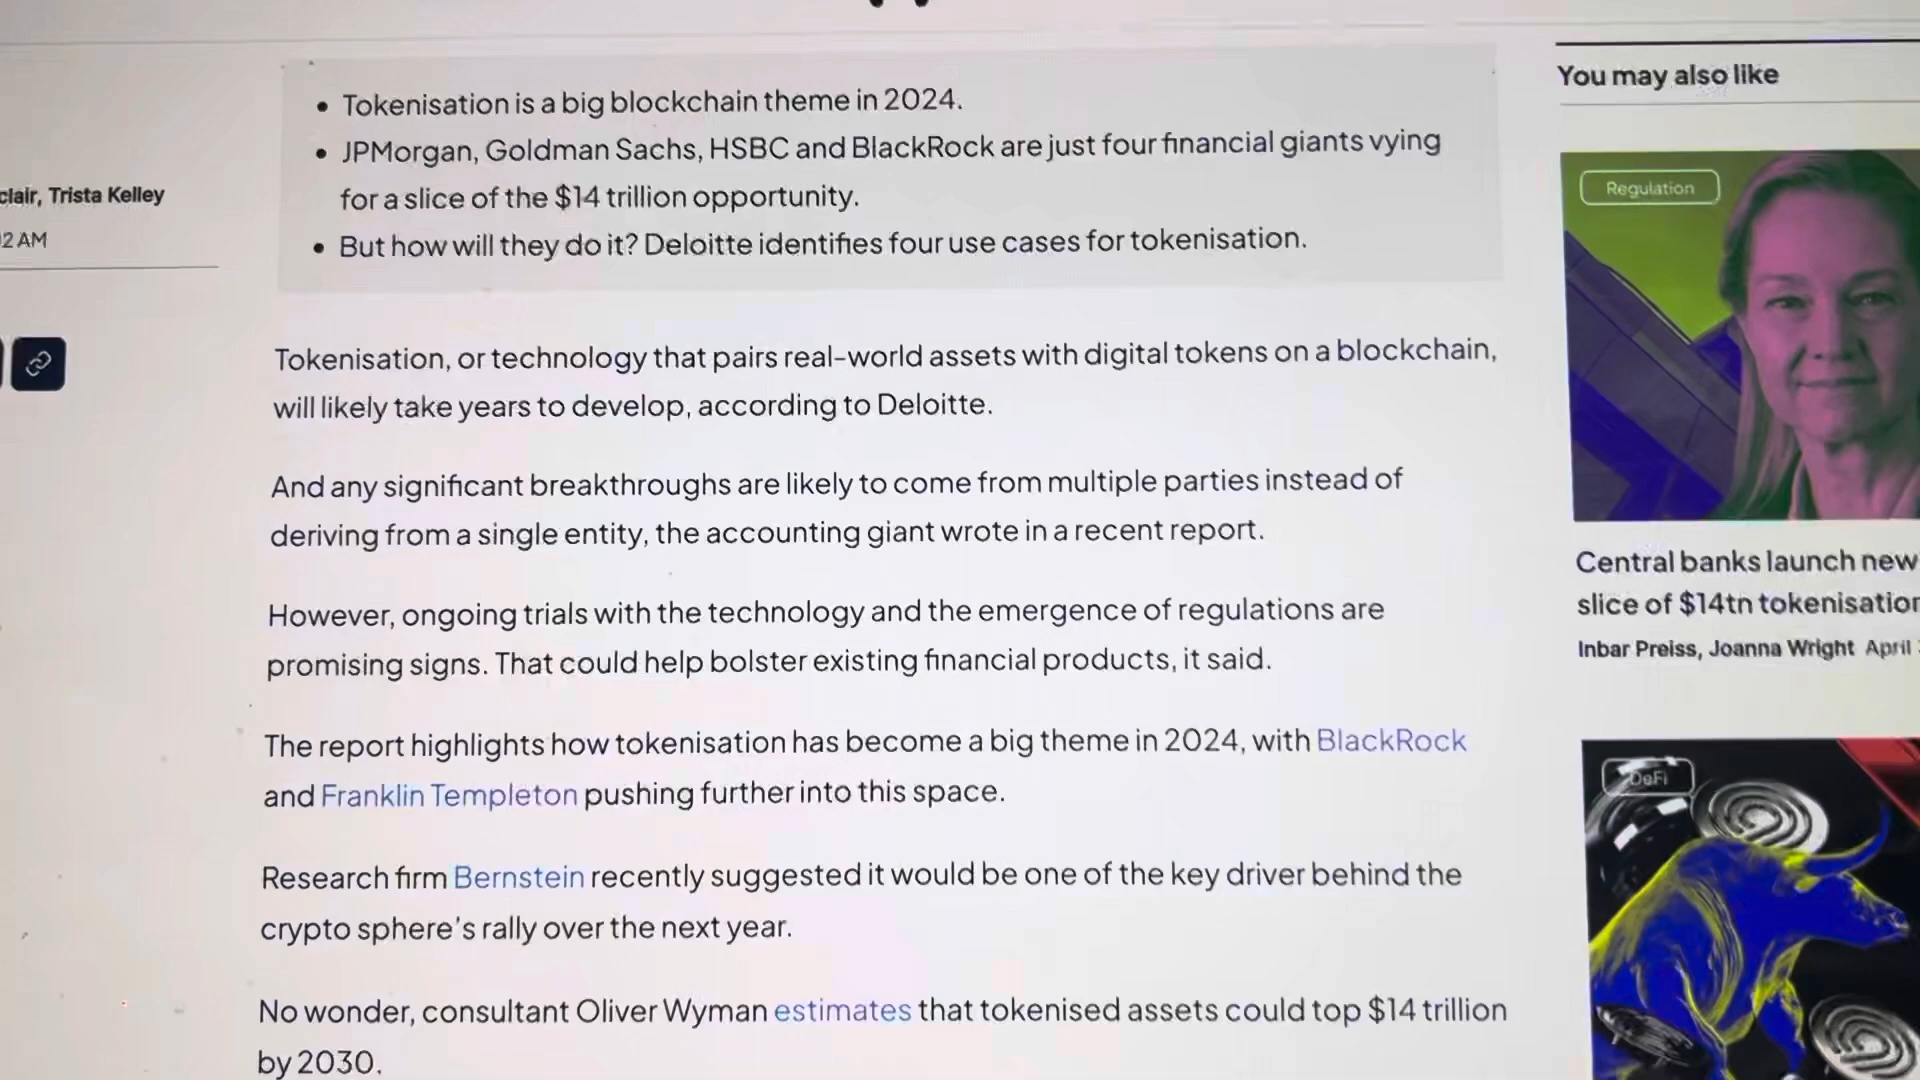 clair, Trista Kelley
2 AM
Tokenisation is a big blockchain theme in 2024.
JPMorgan, Goldman Sachs, HSBC and BlackRock are just four financial giants vying
for a slice of the $14 trillion opportunity.
But how will they do it? Deloitte identifies four use cases for tokenisation.
Tokenisation, or technology that pairs real-world assets with digital tokens on a blockchain,
will likely take years to develop, according to Deloitte.
And any significant breakthroughs are likely to come from multiple parties instead of
deriving from a single entity, the accounting giant wrote in a recent report.
However, ongoing trials with the technology and the emergence of regulations are
promising signs. That could help bolster existing financial products, it said.
The report highlights how tokenisation has become a big theme in 2024, with BlackRock
and Franklin Templeton pushing further into this space.
Research firm Bernstein recently suggested it would be one of the key driver behind the
crypto sphere's rally over the next year.
No wonder, consultant Oliver Wyman estimates that tokenised assets could top $14 trillion
by 2030.
You may also like
Regulation
Central banks launch new
slice of $14tn tokenisation
Inbar Preiss, Joanna Wright April
DeFi